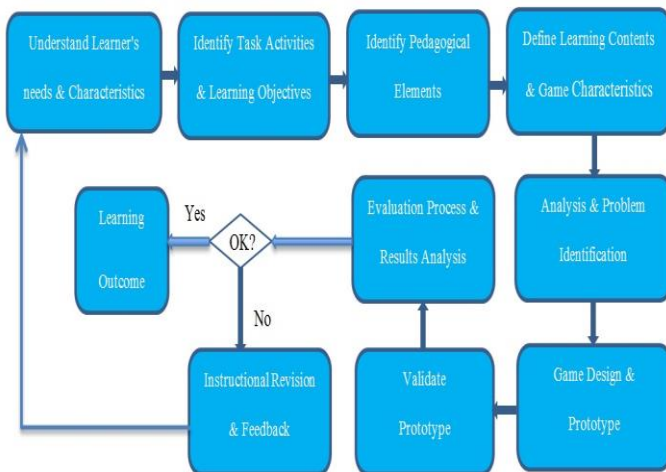 Understand Learner's
needs & Characteristics
Identify Task Activities
& Learning Objectives
Identify Pedagogical
Elements
Define Learning Contents
& Game Characteristics
Analysis & Problem
Identification
Game Design &
Prototype
Validate
Prototype
Evaluation Process &
Results Analysis
OK?
Yes
Learning
Outcome
No
Instructional Revision
& Feedback